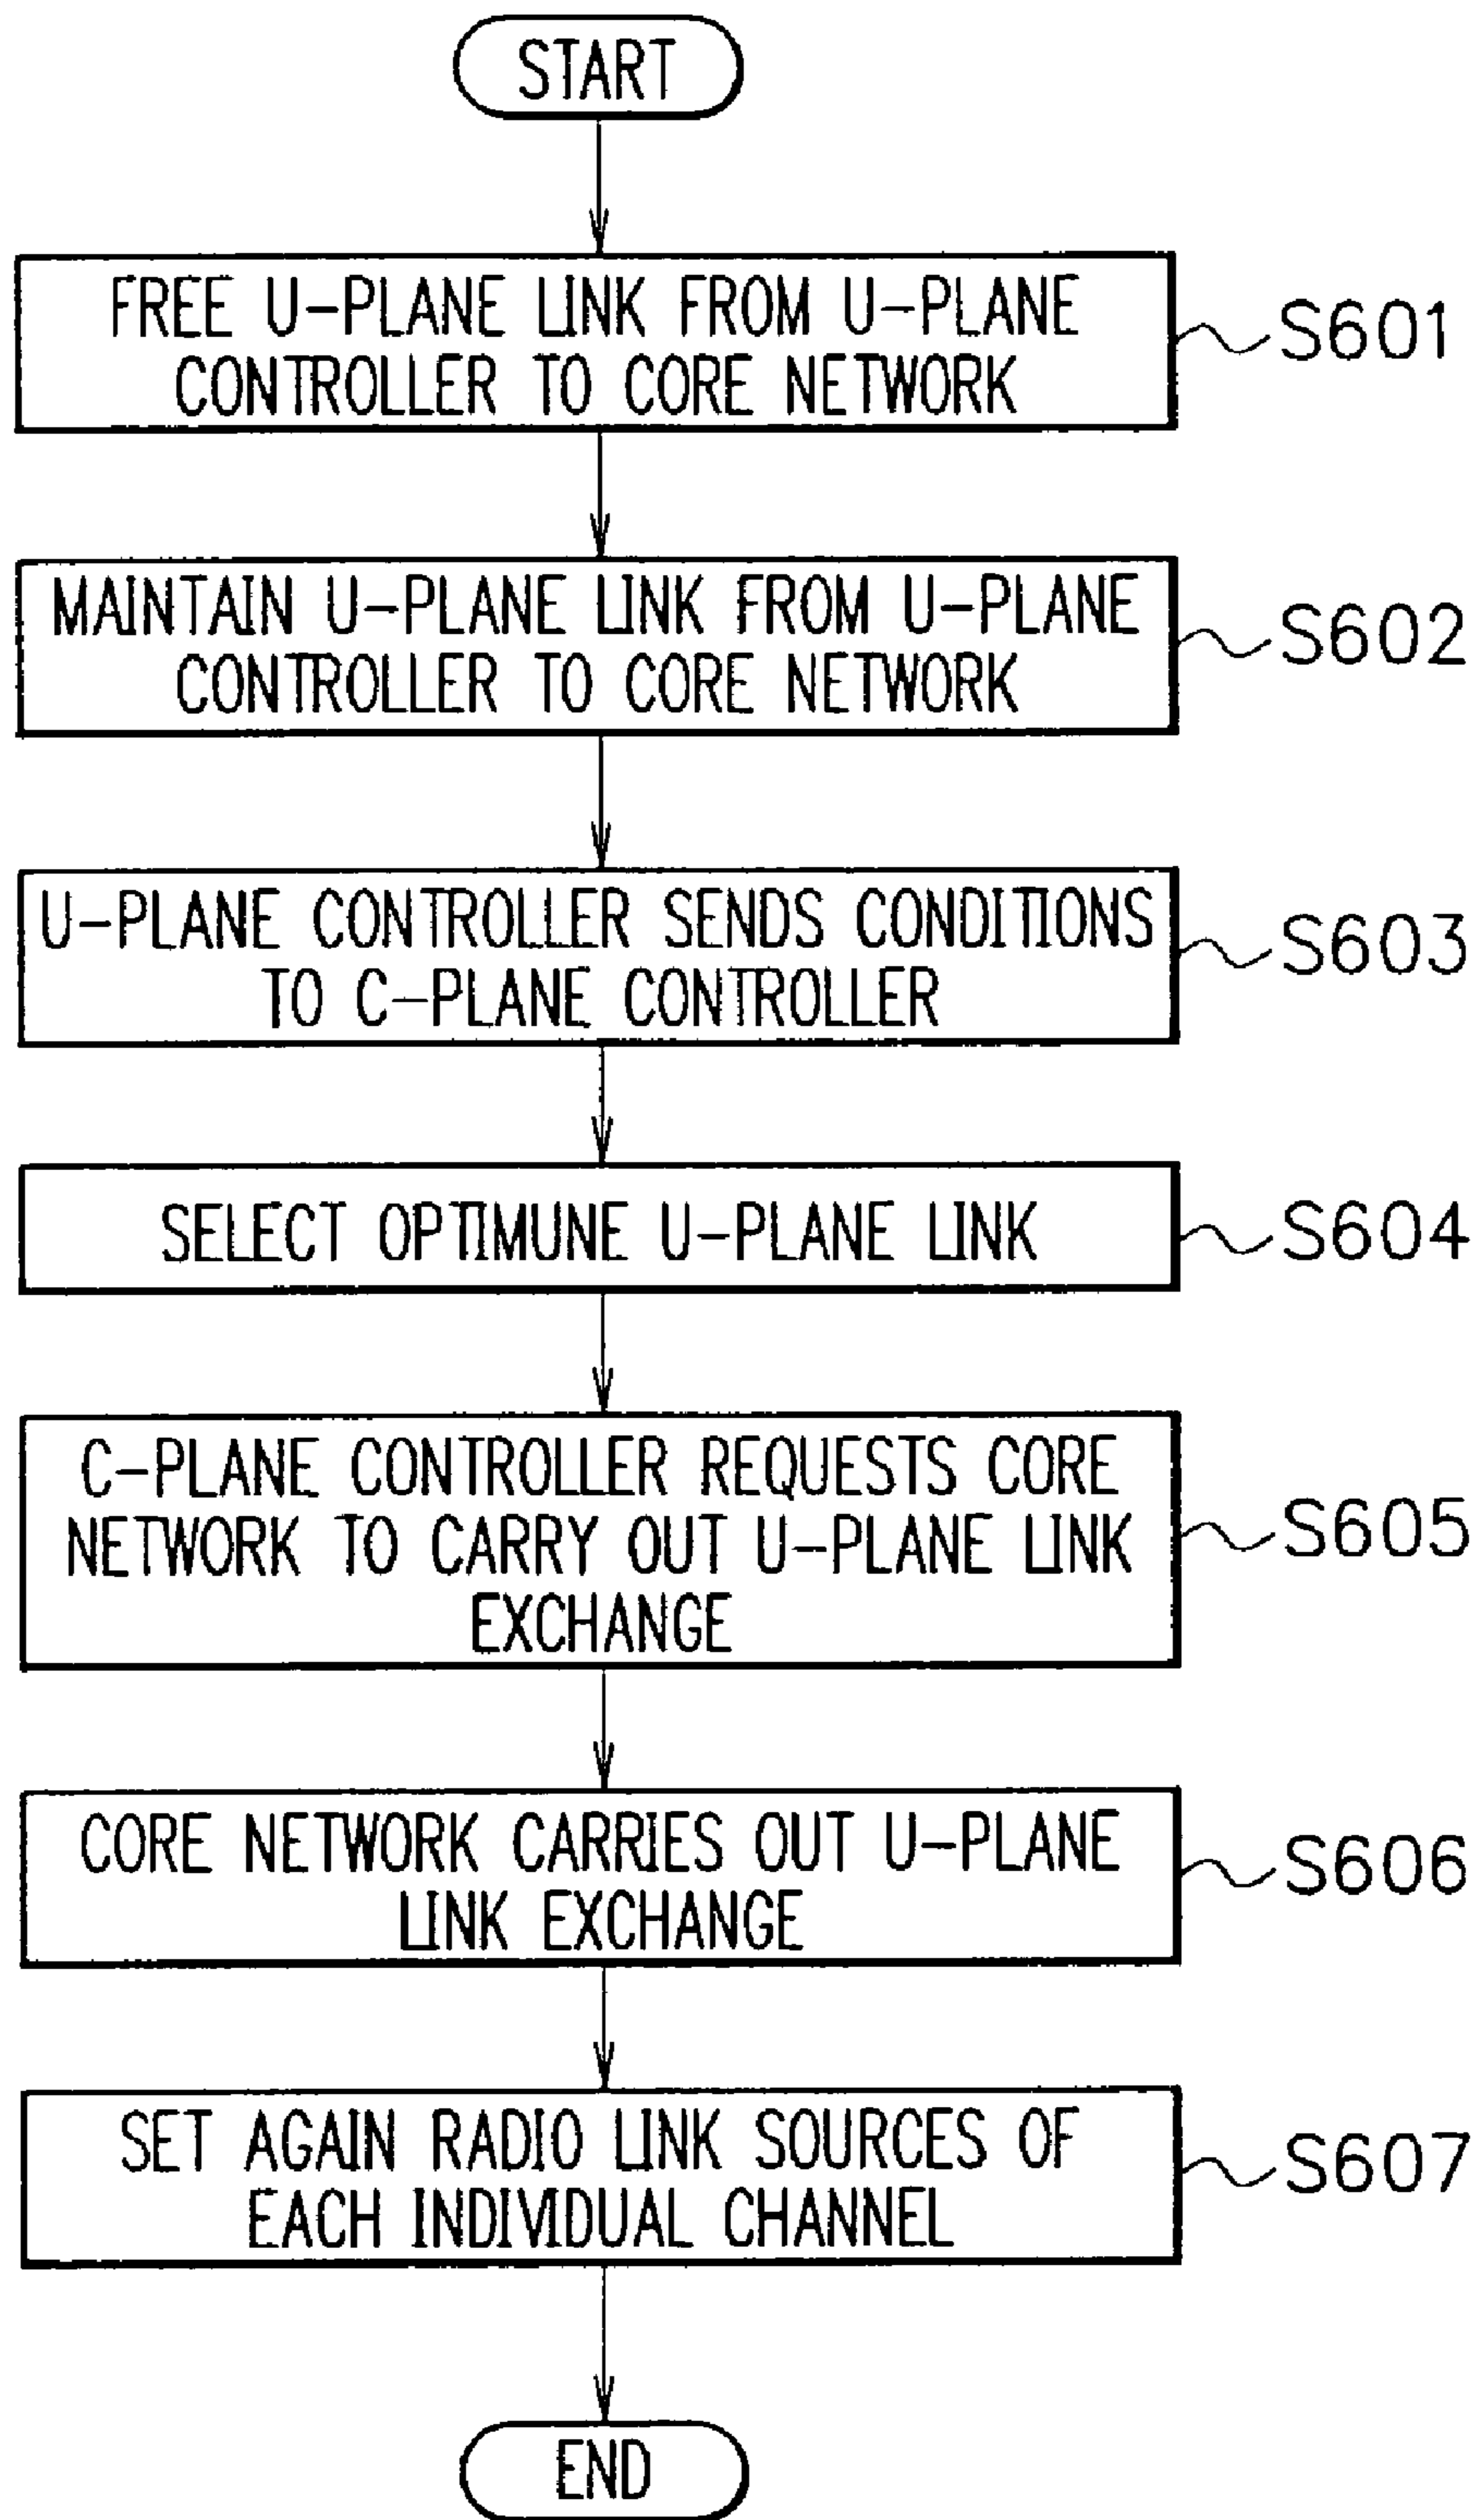 START
FREE U-PLANE LINK FROM U-PLANE
CONTROLLER TO CORE NETWORK
S601
MAINTAIN U-PLANE LINK FROM U-PLANE
CONTROLLER TO CORE NETWORK
S602
U-PLANE CONTROLLER SENDS CONDITIONS
TO C-PLANE CONTROLLER
S603
SELECT OPTIMUNE U-PLANE LINK
S604
C-PLANE CONTROLLER REQUESTS CORE
NETWORK TO CARRY OUT U-PLANE LINK
EXCHANGE
S605
CORE NETWORK CARRIES OUT U-PLANE
LINK EXCHANGE
S606
SET AGAIN RADIO LINK SOURCES OF
EACH INDIVIDUAL CHANNEL
S607
END